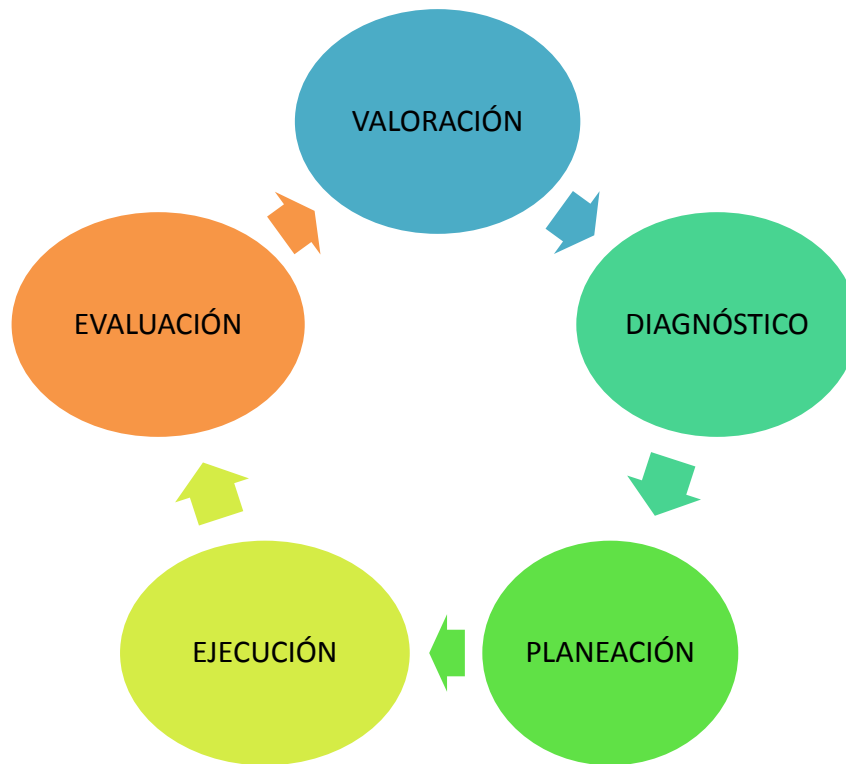 VALORACIÓN
DIAGNÓSTICO
PLANEACIÓN
EJECUCIÓN
EVALUACIÓN